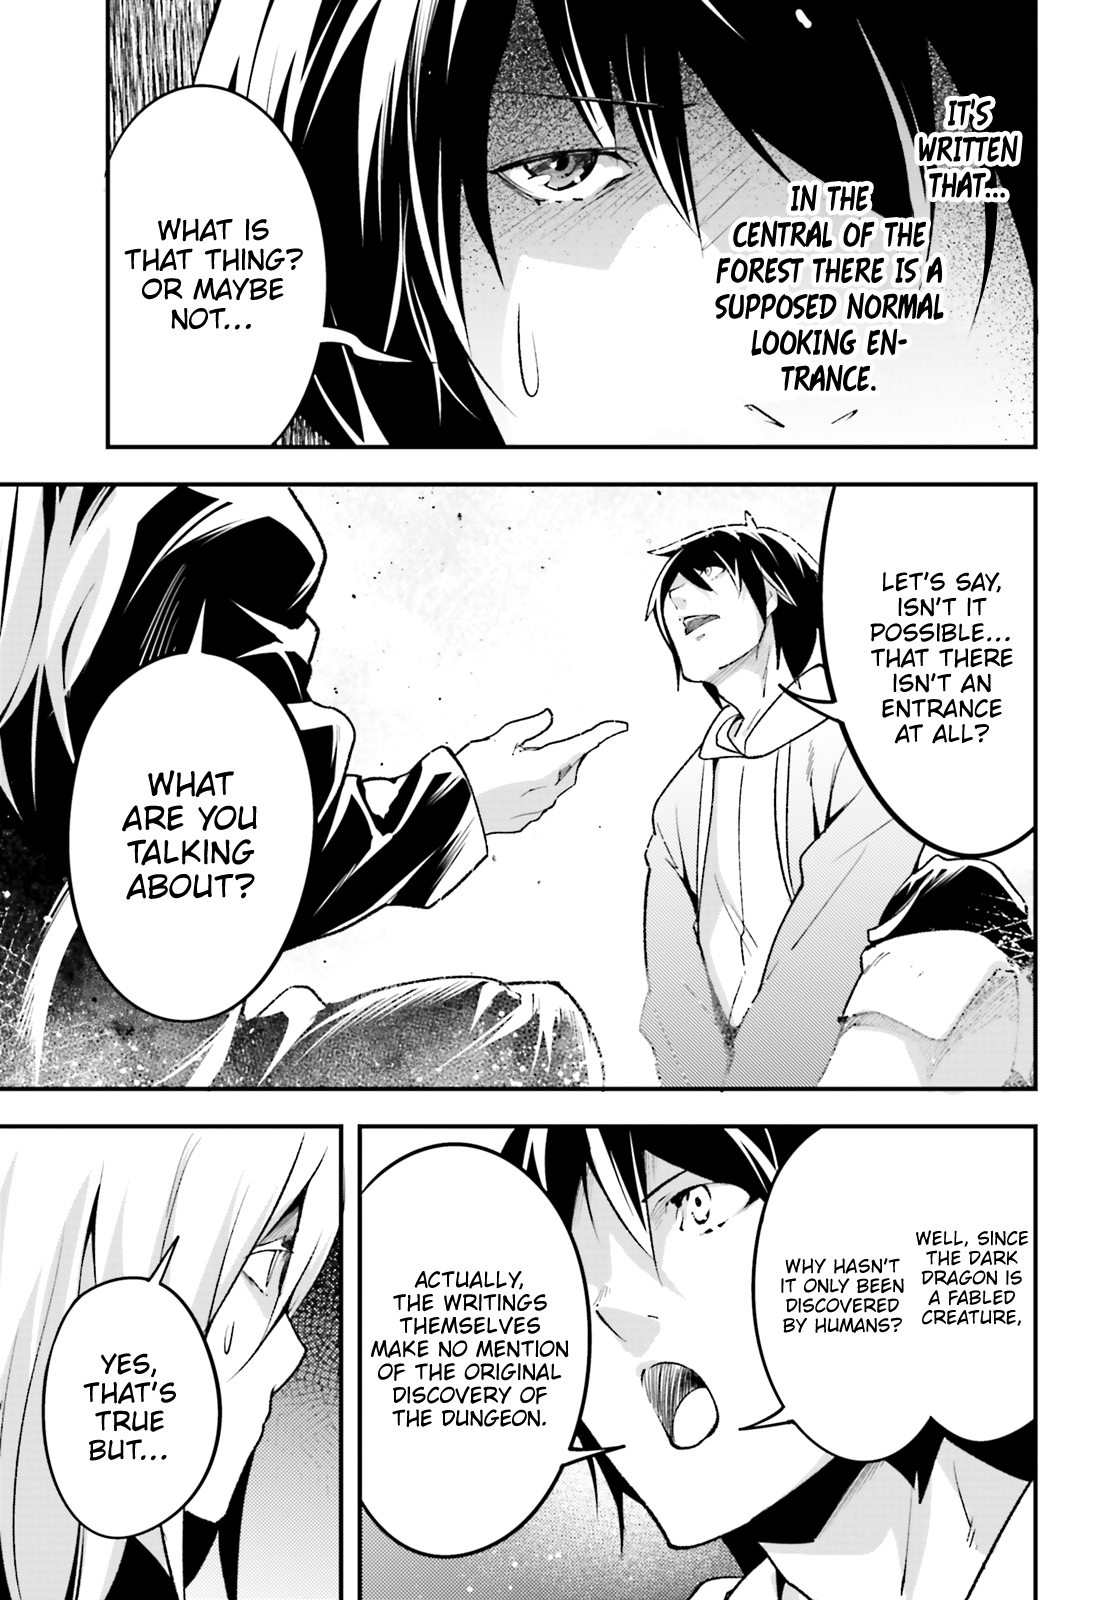 IT'S
WRITTEN
THAT...
IN THE
CENTRAL OF THE
FOREST THERE IS A
SUPPOSED NORMAL
LOOKING EN-
TRANCE.
WHAT IS
THAT THING?
OR MAYBE
NOT...
LET'S SAY,
ISN'T IT
POSSIBLE...
THAT THERE
ISN'T AN
ENTRANCE
AT ALL?
WHAT
ARE YOU
TALKING
ABOUT?
WELL, SINCE
THE DARK
DRAGON IS
A FABLED
CREATURE,
WHY HASN'T
IT ONLY BEEN
DISCOVERED
BY HUMANS?
ACTUALLY,
THE WRITINGS
THEMSELVES
MAKE NO MENTION
OF THE ORIGINAL
DISCOVERY OF
THE DUNGEON.
YES,
THAT'S
TRUE
BUT...